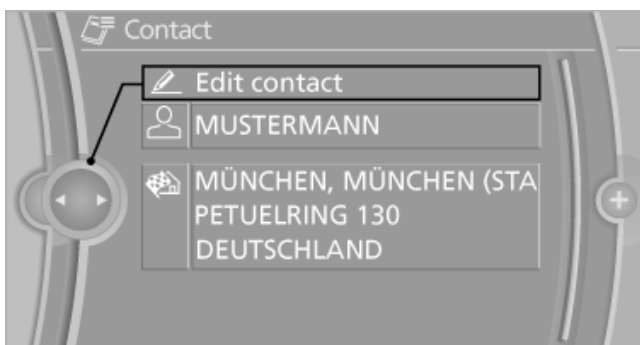 Contact
Edit contact
MUSTERMANN
MÜNCHEN, MÜNCHEN (STA
PETUELRING 130
DEUTSCHLAND